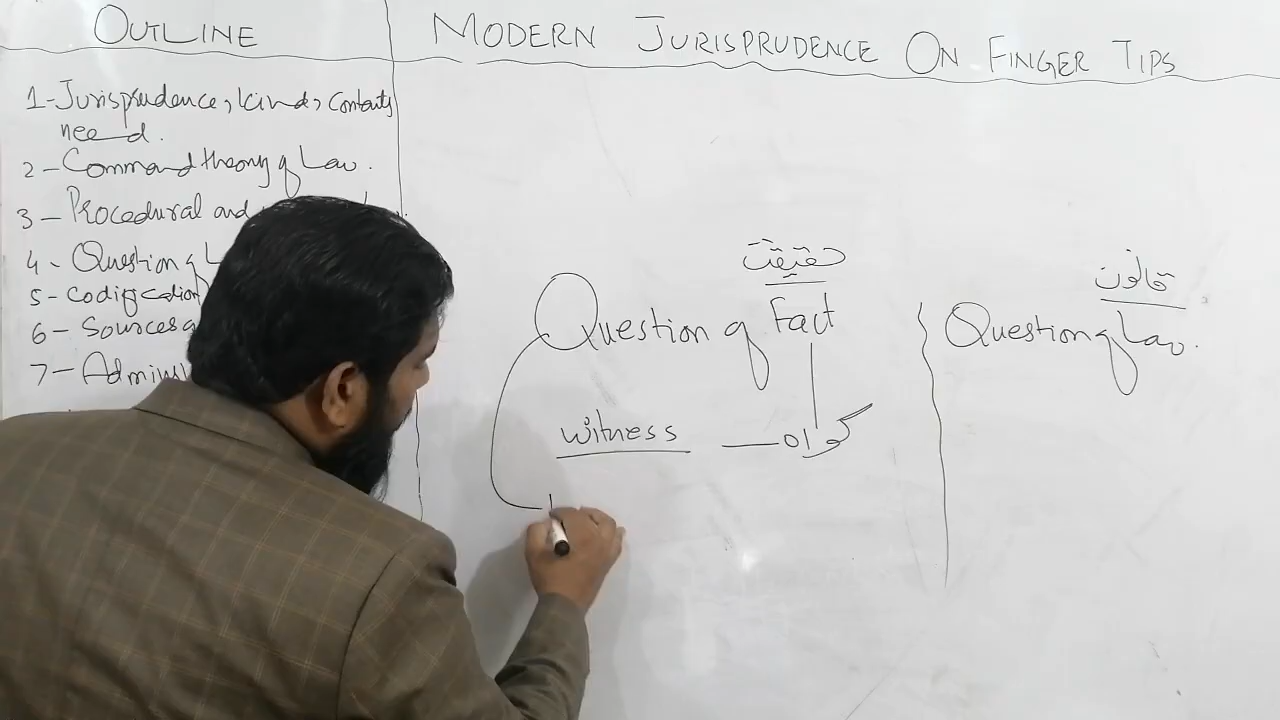 OUTLINE
MODERN JURISPRUDENCE ON FINGER TIPS
1-Jurisprudence, kinds, contents
need.
2-Command theory of Law.
3-Procedural and
4-Question of L
5-Codification
6-Sources
7-Admin
حقیقت
Question of Fact
witness — گواہ
قانون
Question of Law.